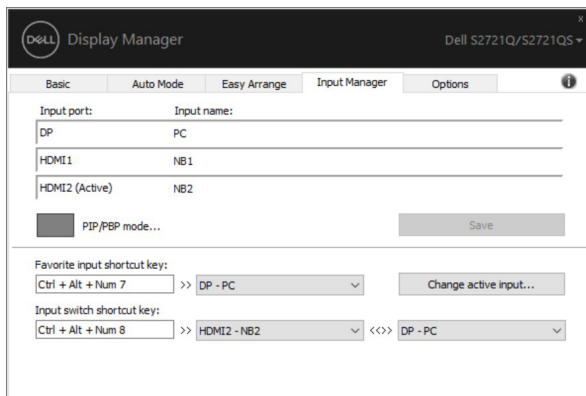 x
DELL Display Manager Dell S2721Q/S2721QS
Basic Auto Mode Easy Arrange Input Manager Options i
Input port: Input name:
DP PC
HDMI1 NB1
HDMI2 (Active) NB2
PIP/PBP mode... Save
Favorite input shortcut key:
Ctrl + Alt + Num 7 >> DP - PC Change active input...
Input switch shortcut key:
Ctrl + Alt + Num 8 >> HDMI2 - NB2 <<>> DP - PC